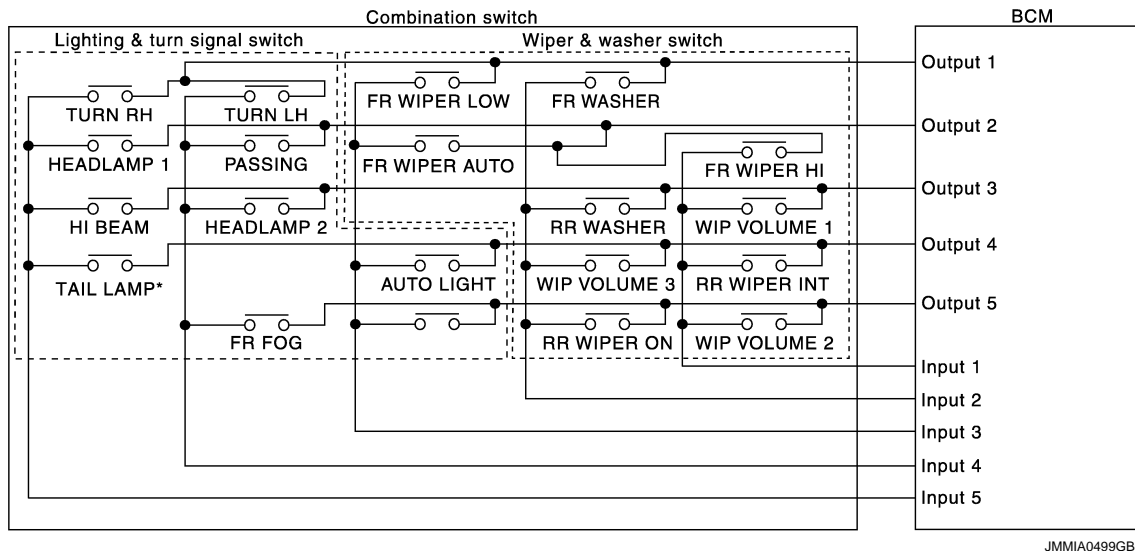 Combination switch
BCM
Lighting & turn signal switch
Wiper & washer switch
Output 1
TURN RH
TURN LH
FR WIPER LOW
FR WASHER
Output 2
HEADLAMP 1
PASSING
FR WIPER AUTO
FR WIPER HI
Output 3
HI BEAM
HEADLAMP 2
RR WASHER
WIP VOLUME 1
Output 4
TAIL LAMP*
AUTO LIGHT
WIP VOLUME 3
RR WIPER INT
Output 5
FR FOG
RR WIPER ON
WIP VOLUME 2
Input 1
Input 2
Input 3
Input 4
Input 5
JMMIA0499GB